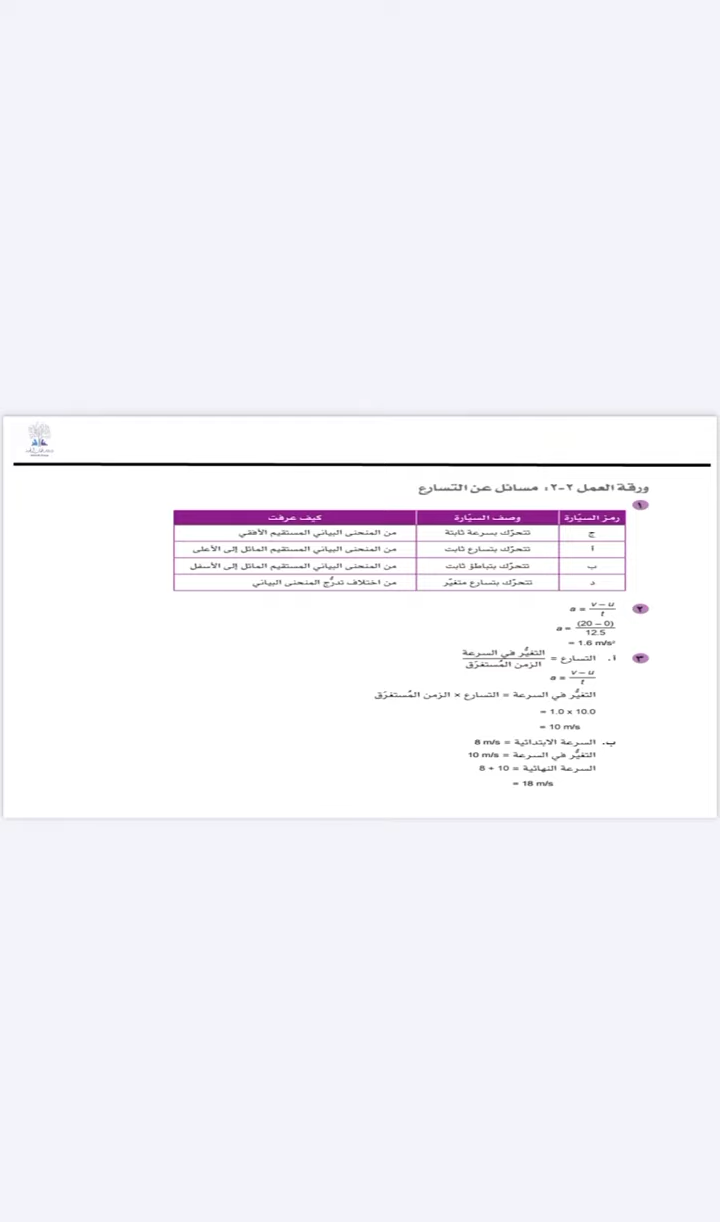 ورقة العمل ٢-٢: مسائل عن التسارع
١
رمز السيّارة وصف السيّارة كيف عرفت
ج تتحرّك بسرعة ثابتة من المنحنى البياني المستقيم الأفقي
أ تتحرّك بتسارع ثابت من المنحنى البياني المستقيم المائل إلى الأعلى
ب تتحرّك بتباطؤ ثابت من المنحنى البياني المستقيم المائل إلى الأسفل
د تتحرّك بتسارع متغيّر من اختلاف تدرُّج المنحنى البياني
٢ a = (v – u) / t
a = (20 – 0) / 12.5
= 1.6 m/s²
٣ أ. التسارع = التغيُّر في السرعة / الزمن المُستغرَق
a = (v – u) / t
التغيُّر في السرعة = التسارع × الزمن المُستغرَق
= 1.0 x 10.0
= 10 m/s
ب. السرعة الابتدائية = 8 m/s
التغيُّر في السرعة = 10 m/s
السرعة النهائية = 10 + 8
= 18 m/s